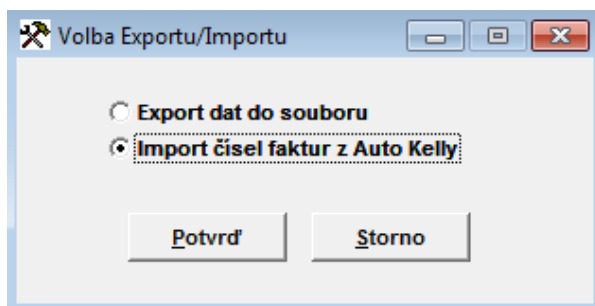 Volba Exportu/Importu
Export dat do souboru
Import čísel faktur z Auto Kelly
Potvrď
Storno